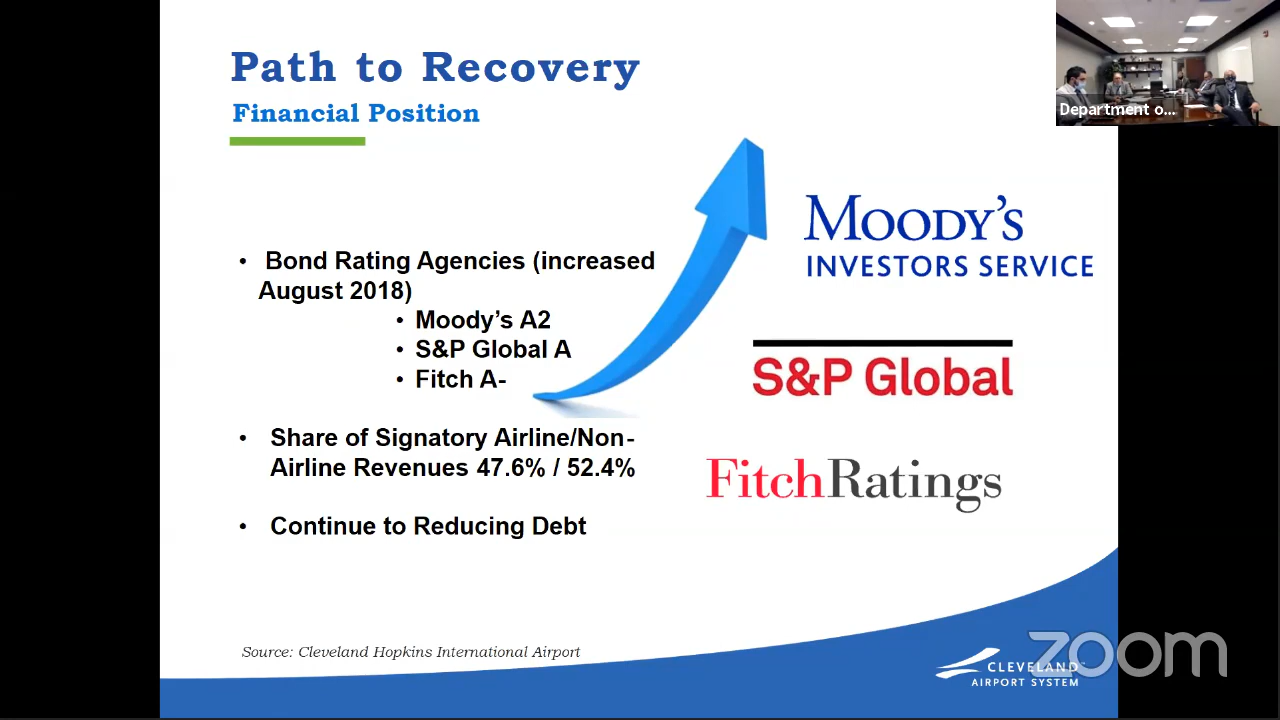 Path to Recovery
Financial Position
Department o...
• Bond Rating Agencies (increased
August 2018)
• Moody's A2
• S&P Global A
• Fitch A-
• Share of Signatory Airline/Non-
Airline Revenues 47.6% / 52.4%
• Continue to Reducing Debt
MOODY'S
INVESTORS SERVICE
S&P Global
FitchRatings
Source: Cleveland Hopkins International Airport
CLEVELAND
AIRPORT SYSTEM
zoom